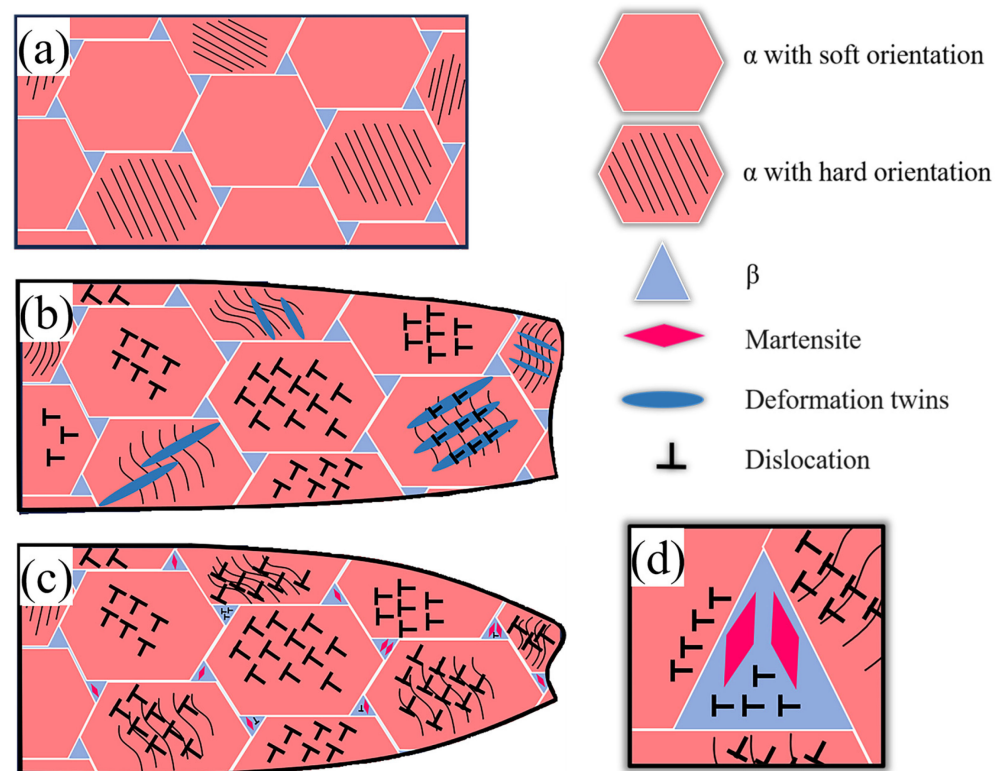 (a)
α with soft orientation
α with hard orientation
β
(b)
Martensite
Deformation twins
Dislocation
(c)
(d)